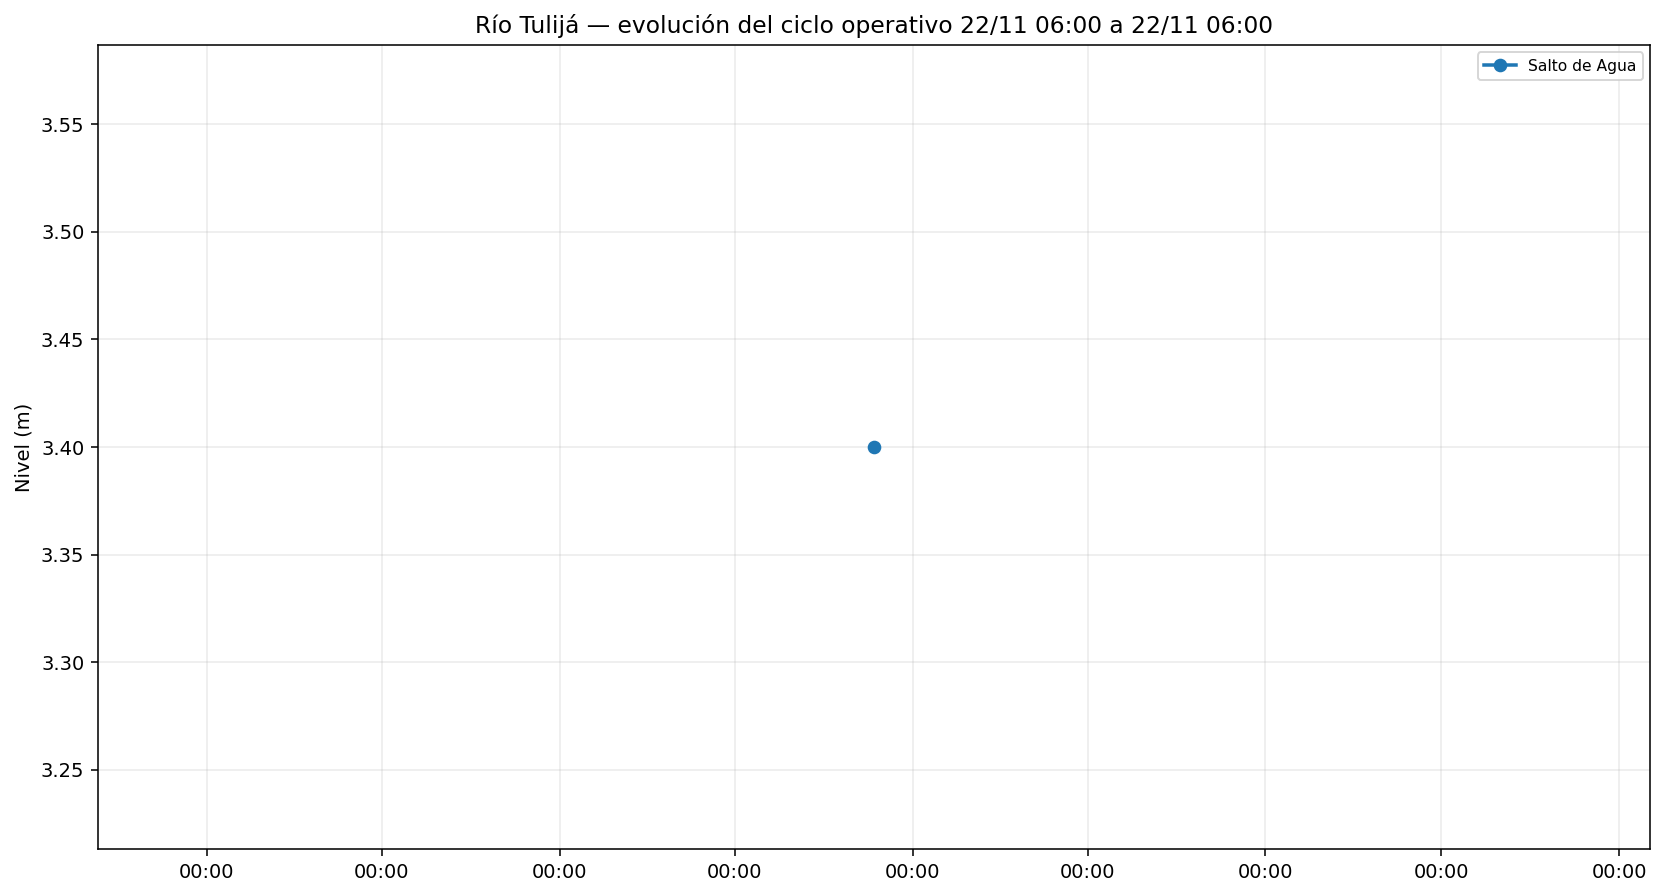 Río Tulijá — evolución del ciclo operativo 22/11 06:00 a 22/11 06:00
Salto de Agua
Nivel (m)
3.55
3.50
3.45
3.40
3.35
3.30
3.25
00:00 00:00 00:00 00:00 00:00 00:00 00:00 00:00 00:00